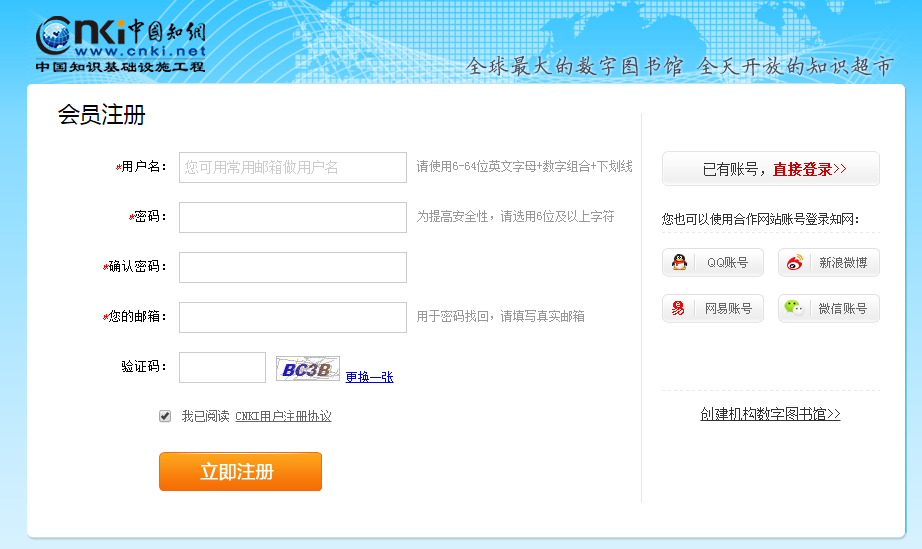 cnki中国知网
www.cnki.net
中国知识基础设施工程
全球最大的数字图书馆 全天开放的知识超市
会员注册
*用户名： 您可用常用邮箱做用户名 请使用6-64位英文字母+数字组合+下划线
*密码： 为提高安全性，请选用6位及以上字符
*确认密码：
*您的邮箱： 用于密码找回，请填写真实邮箱
验证码： BC3B 更换一张
我已阅读 CNKI用户注册协议
立即注册
已有账号，直接登录>>
您也可以使用合作网站账号登录知网：
QQ账号 新浪微博
网易账号 微信账号
创建机构数字图书馆>>